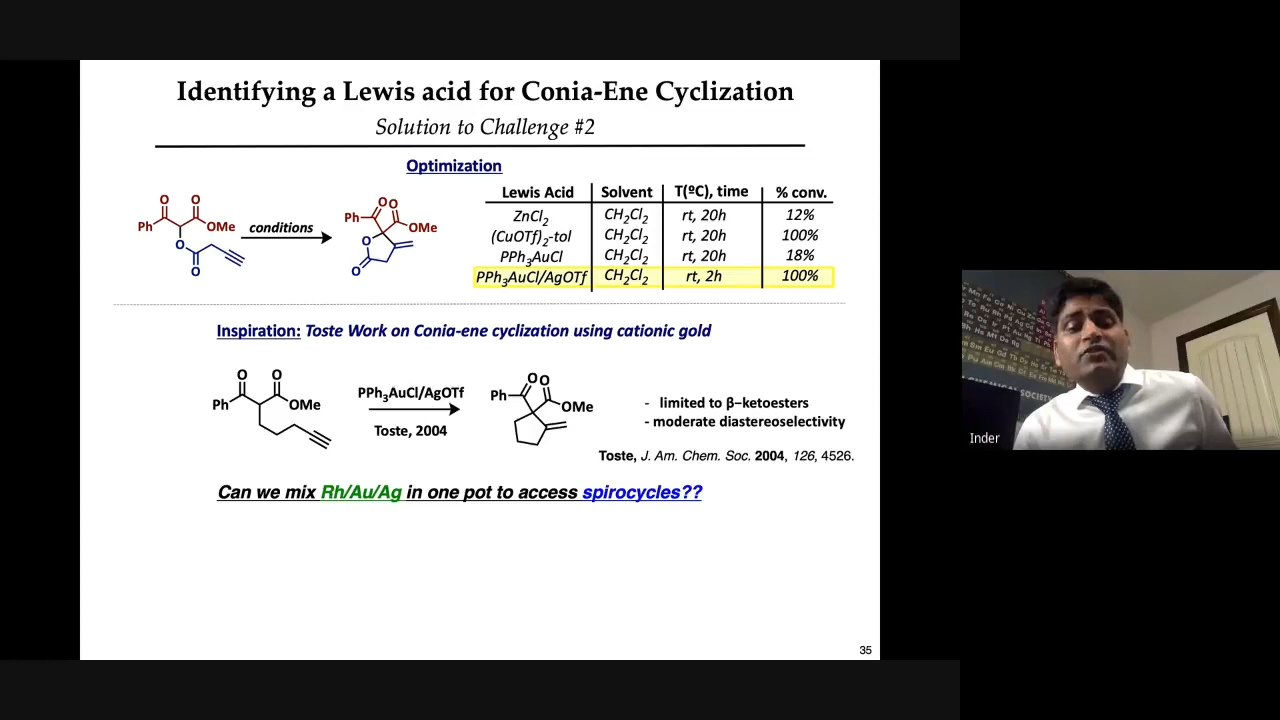 Identifying a Lewis acid for Conia-Ene Cyclization
Solution to Challenge #2
Optimization
Lewis Acid Solvent T(ºC), time % conv.
ZnCl2 CH2Cl2 rt, 20h 12%
(CuOTf)2-tol CH2Cl2 rt, 20h 100%
PPh3AuCl CH2Cl2 rt, 20h 18%
PPh3AuCl/AgOTf CH2Cl2 rt, 2h 100%
O O
Ph OMe
O
O
conditions
O O
Ph
OMe
O
O
Inspiration: Toste Work on Conia-ene cyclization using cationic gold
O O
Ph OMe
PPh3AuCl/AgOTf
Toste, 2004
O O
Ph
OMe
- limited to β−ketoesters
- moderate diastereoselectivity
Toste, J. Am. Chem. Soc. 2004, 126, 4526.
Can we mix Rh/Au/Ag in one pot to access spirocycles??
35
CHEMICAL SOCIETY
Inder